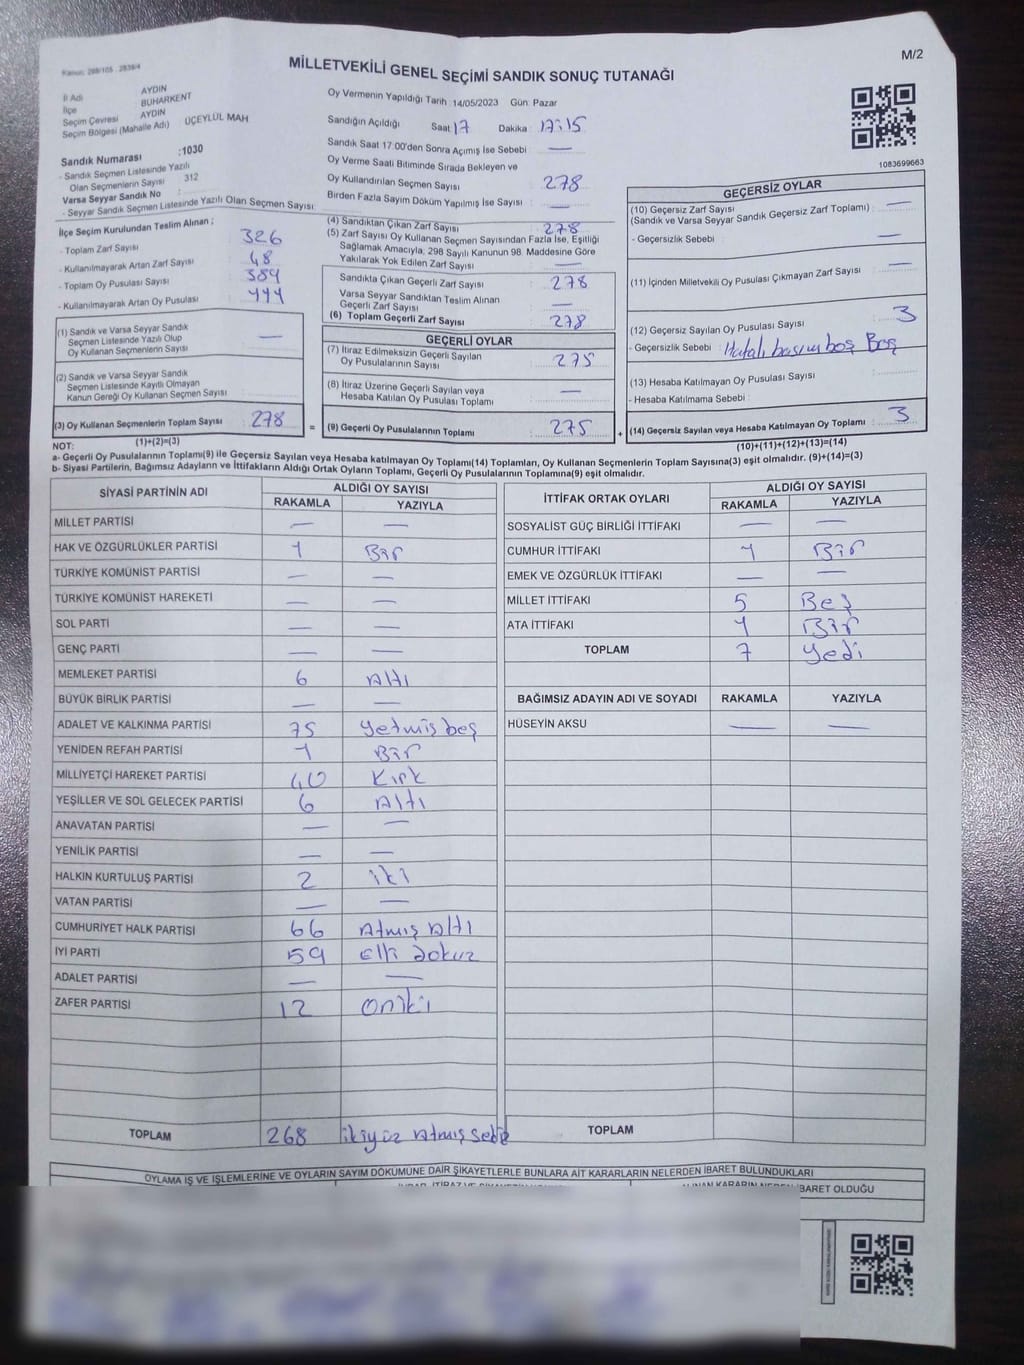 Kanun: 298/105 - 2839/4
MİLLETVEKİLİ GENEL SEÇİMİ SANDIK SONUÇ TUTANAĞI
M/2
İl Adı AYDIN
İlçe BUHARKENT
Seçim Çevresi AYDIN
Seçim Bölgesi (Mahalle Adı) ÜÇEYLÜL MAH
Sandık Numarası :1030
- Sandık Seçmen Listesinde Yazılı
Olan Seçmenlerin Sayısı 312
Varsa Seyyar Sandık No
- Seyyar Sandık Seçmen Listesinde Yazılı Olan Seçmen Sayısı:
İlçe Seçim Kurulundan Teslim Alınan ;
- Toplam Zarf Sayısı : 326
- Kullanılmayarak Artan Zarf Sayısı : 48
- Toplam Oy Pusulası Sayısı : 389
- Kullanılmayarak Artan Oy Pusulası : 111
Oy Vermenin Yapıldığı Tarih : 14/05/2023 Gün: Pazar
Sandığın Açıldığı Saat 17 Dakika 17:15
Sandık Saat 17.00'den Sonra Açımış İse Sebebi —
Oy Verme Saati Bitiminde Sırada Bekleyen ve
Oy Kullandırılan Seçmen Sayısı 278
Birden Fazla Sayım Döküm Yapılmış İse Sayısı : —
(4) Sandıktan Çıkan Zarf Sayısı : 278
(5) Zarf Sayısı Oy Kullanan Seçmen Sayısından Fazla İse, Eşitliği
Sağlamak Amacıyla, 298 Sayılı Kanunun 98. Maddesine Göre
Yakılarak Yok Edilen Zarf Sayısı —
Sandıkta Çıkan Geçerli Zarf Sayısı : 278
Varsa Seyyar Sandıktan Teslim Alınan
Geçerli Zarf Sayısı —
(6) Toplam Geçerli Zarf Sayısı : 278
1083699663
GEÇERSİZ OYLAR
(10) Geçersiz Zarf Sayısı : —
(Sandık ve Varsa Seyyar Sandık Geçersiz Zarf Toplamı)
- Geçersizlik Sebebi : —
(11) İçinden Milletvekili Oy Pusulası Çıkmayan Zarf Sayısı —
(12) Geçersiz Sayılan Oy Pusulası Sayısı : 3
- Geçersizlik Sebebi : Hatalı basım boş Boş
(13) Hesaba Katılmayan Oy Pusulası Sayısı :
- Hesaba Katılmama Sebebi :
(14) Geçersiz Sayılan veya Hesaba Katılmayan Oy Toplamı : 3
(1) Sandık ve Varsa Seyyar Sandık
Seçmen Listesinde Yazılı Olup
Oy Kullanan Seçmenlerin Sayısı : —
(2) Sandık ve Varsa Seyyar Sandık
Seçmen Listesinde Kayıtlı Olmayan
Kanun Gereği Oy Kullanan Seçmen Sayısı :
(3) Oy Kullanan Seçmenlerin Toplam Sayısı : 278
=
GEÇERLİ OYLAR
(7) İtiraz Edilmeksizin Geçerli Sayılan
Oy Pusulalarının Sayısı : 275
(8) İtiraz Üzerine Geçerli Sayılan veya
Hesaba Katılan Oy Pusulası Toplamı : —
(9) Geçerli Oy Pusulalarının Toplamı : 275
+
NOT: (1)+(2)=(3)
(10)+(11)+(12)+(13)=(14)
a- Geçerli Oy Pusulalarının Toplamı(9) ile Geçersiz Sayılan veya Hesaba katılmayan Oy Toplamı(14) Toplamları, Oy Kullanan Seçmenlerin Toplam Sayısına(3) eşit olmalıdır. (9)+(14)=(3)
b- Siyasi Partilerin, Bağımsız Adayların ve İttifakların Aldığı Ortak Oyların Toplamı, Geçerli Oy Pusulalarının Toplamına(9) eşit olmalıdır.
SİYASİ PARTİNİN ADI ALDIĞI OY SAYISI
RAKAMLA YAZIYLA
MİLLET PARTİSİ — —
HAK VE ÖZGÜRLÜKLER PARTİSİ 1 Bir
TÜRKİYE KOMÜNİST PARTİSİ — —
TÜRKİYE KOMÜNİST HAREKETİ — —
SOL PARTİ — —
GENÇ PARTİ — —
MEMLEKET PARTİSİ 6 Altı
BÜYÜK BİRLİK PARTİSİ — —
ADALET VE KALKINMA PARTİSİ 75 Yetmiş beş
YENİDEN REFAH PARTİSİ 1 Bir
MİLLİYETÇİ HAREKET PARTİSİ 40 Kırk
YEŞİLLER VE SOL GELECEK PARTİSİ 6 Altı
ANAVATAN PARTİSİ — —
YENİLİK PARTİSİ — —
HALKIN KURTULUŞ PARTİSİ 2 iki
VATAN PARTİSİ — —
CUMHURİYET HALK PARTİSİ 66 Atmış Altı
İYİ PARTİ 59 Elli dokuz
ADALET PARTİSİ — —
ZAFER PARTİSİ 12 Oniki
TOPLAM 268 ikiyüz Atmış Sekiz
İTTİFAK ORTAK OYLARI ALDIĞI OY SAYISI
RAKAMLA YAZIYLA
SOSYALİST GÜÇ BİRLİĞİ İTTİFAKI — —
CUMHUR İTTİFAKI 1 Bir
EMEK VE ÖZGÜRLÜK İTTİFAKI — —
MİLLET İTTİFAKI 5 Beş
ATA İTTİFAKI 1 Bir
TOPLAM 7 Yedi
BAĞIMSIZ ADAYIN ADI VE SOYADI RAKAMLA YAZIYLA
HÜSEYİN AKSU — —
TOPLAM
OYLAMA İŞ VE İŞLEMLERİNE VE OYLARIN SAYIM DÖKÜMÜNE DAİR ŞİKAYETLERLE BUNLARA AİT KARARLARIN NELERDEN İBARET BULUNDUKLARI
ALINAN KARARIN NEDEN İBARET OLDUĞU